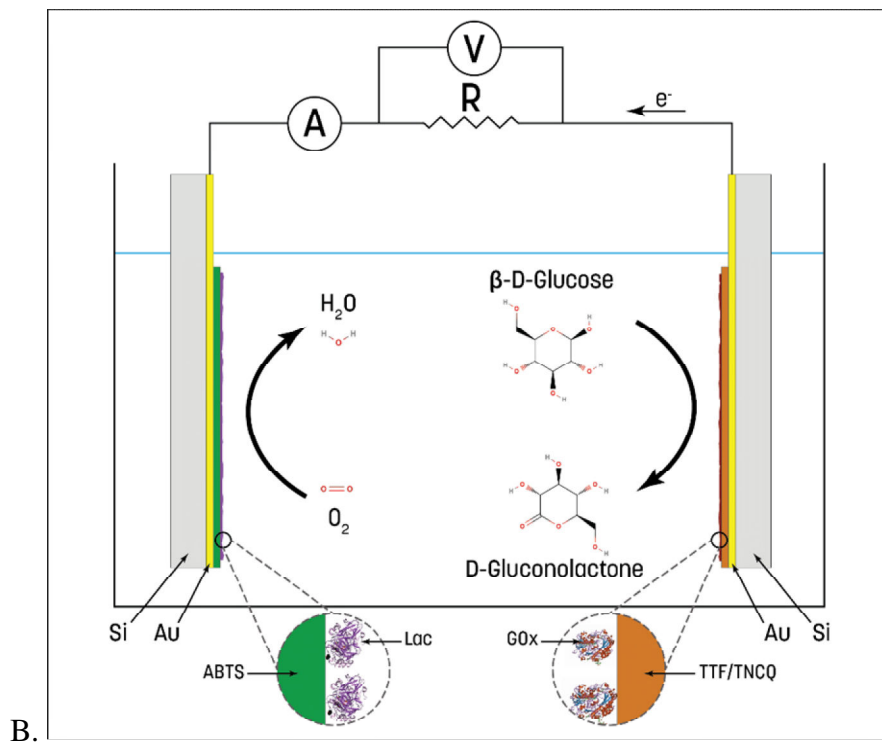 V
R
A
e-
β-D-Glucose
H₂O
H H
O
H O
O
H
O
H
O
H
O
H
O
H
O O
O₂
H
O
H
O
O
H
O
O
O
H
D-Gluconolactone
Si Au
Au Si
Lac
GOx
ABTS
TTF/TNCQ
B.